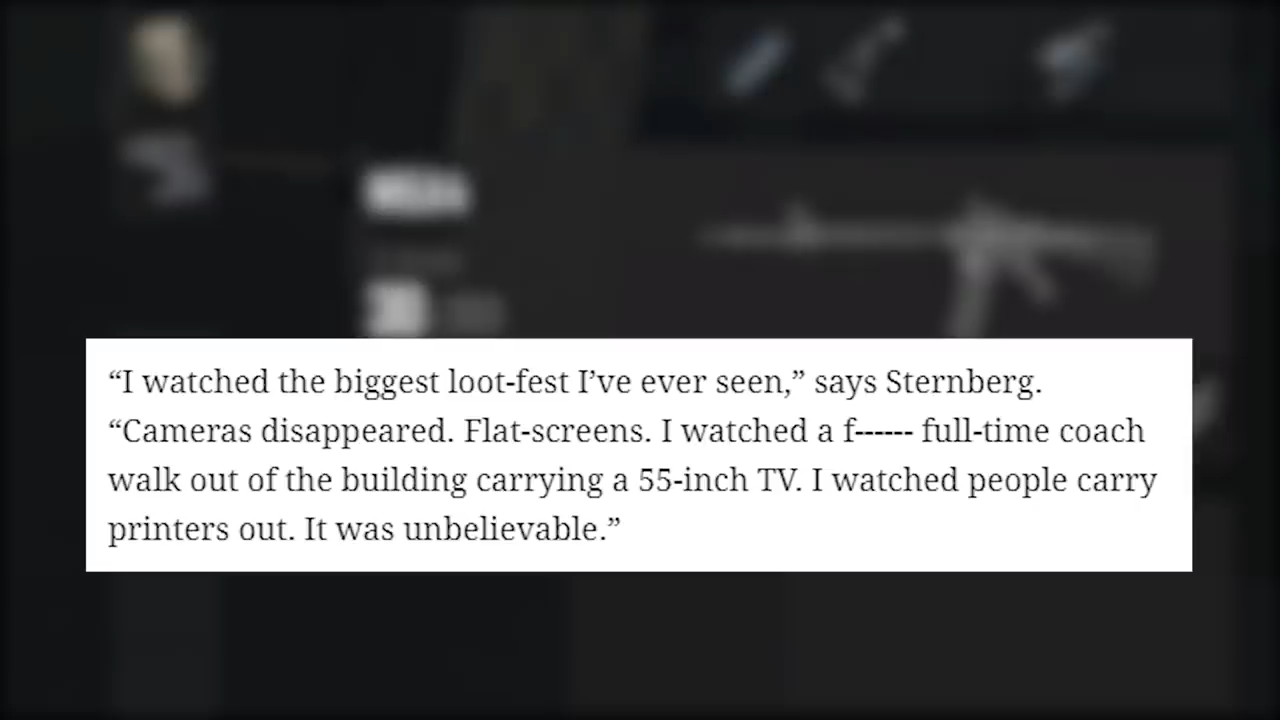 “I watched the biggest loot-fest I’ve ever seen,” says Sternberg.
“Cameras disappeared. Flat-screens. I watched a f------ full-time coach
walk out of the building carrying a 55-inch TV. I watched people carry
printers out. It was unbelievable.”